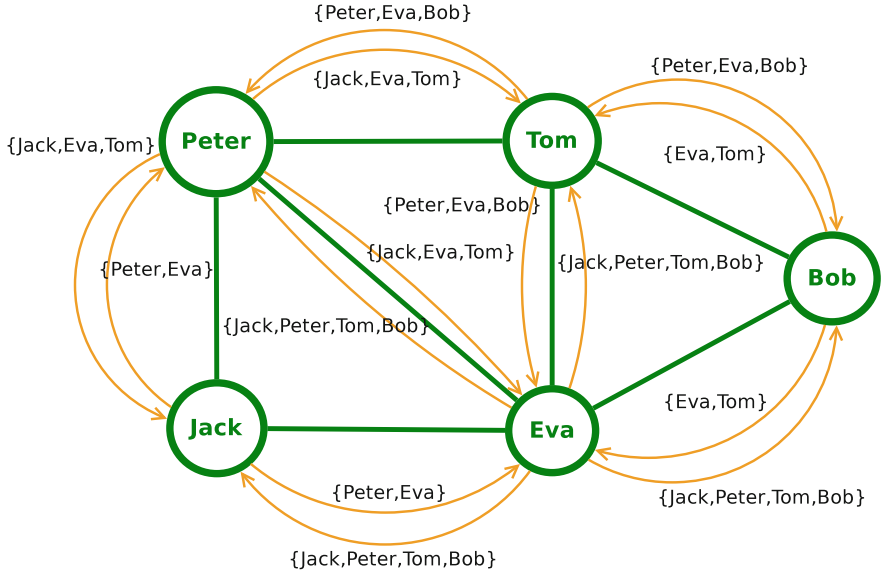 {Peter,Eva,Bob}
{Jack,Eva,Tom}
{Peter,Eva,Bob}
Peter
Tom
{Jack,Eva,Tom}
{Eva,Tom}
{Peter,Eva,Bob}
{Jack,Eva,Tom}
{Jack,Peter,Tom,Bob}
{Peter,Eva}
Bob
{Jack,Peter,Tom,Bob}
{Eva,Tom}
Jack
Eva
{Peter,Eva}
{Jack,Peter,Tom,Bob}
{Jack,Peter,Tom,Bob}